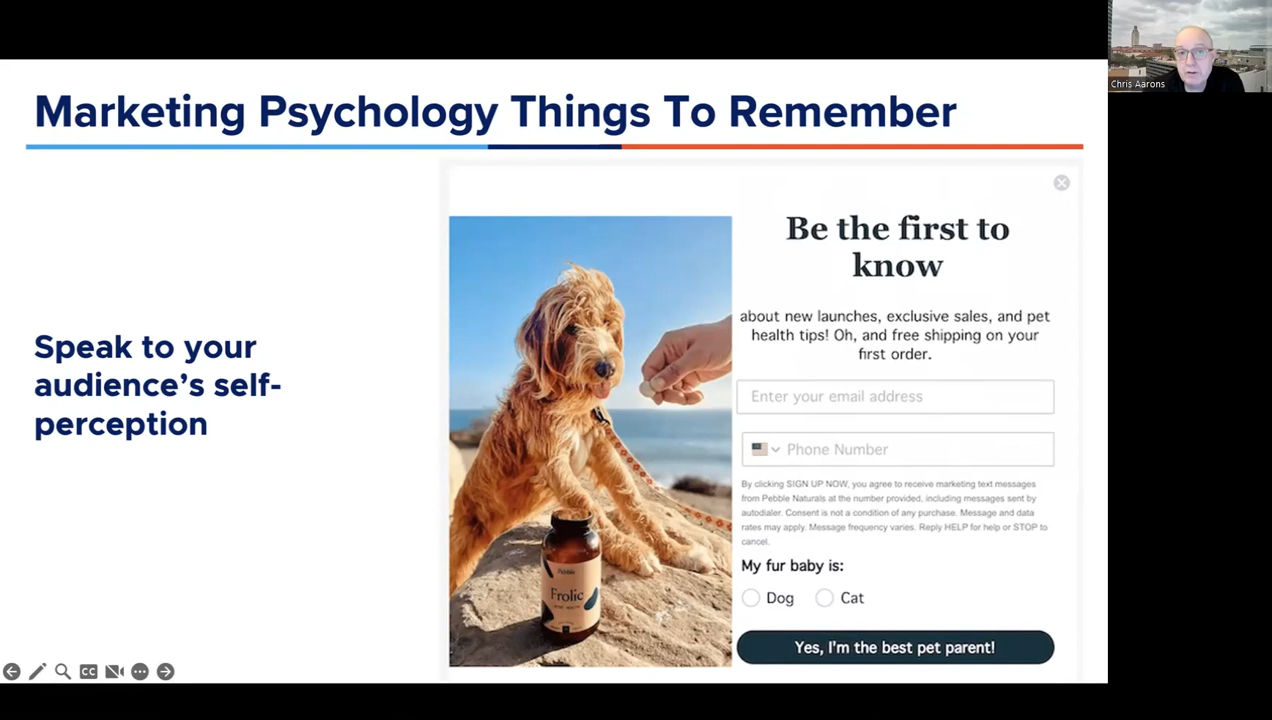 Marketing Psychology Things To Remember
Chris Aarons
Speak to your
audience’s self-
perception
Be the first to
know
about new launches, exclusive sales, and pet
health tips! Oh, and free shipping on your
first order.
Enter your email address
Phone Number
By clicking SIGN UP NOW, you agree to receive marketing text messages
from Pebble Naturals at the number provided, including messages sent by
autodialer. Consent is not a condition of any purchase. Message and data
rates may apply. Message frequency varies. Reply HELP for help or STOP to
cancel.
My fur baby is:
Dog
Cat
Yes, I'm the best pet parent!
Pebble
Frolic
CC